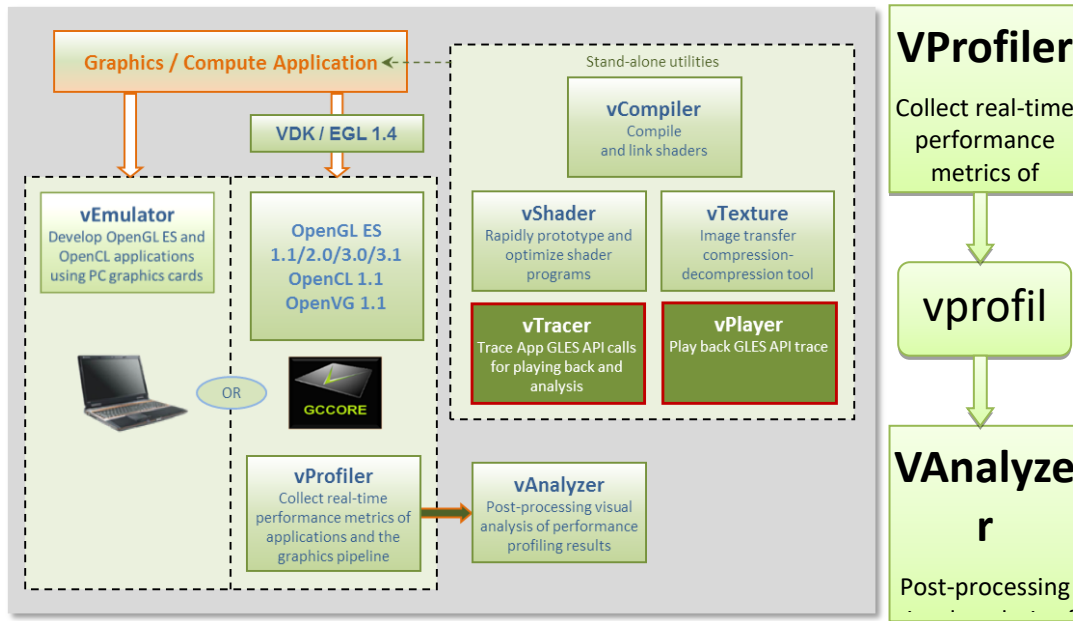 Graphics / Compute Application
Stand-alone utilities
VDK / EGL 1.4
vCompiler
Compile
and link shaders
vEmulator
Develop OpenGL ES and
OpenCL applications
using PC graphics cards
OpenGL ES
1.1/2.0/3.0/3.1
OpenCL 1.1
OpenVG 1.1
vShader
Rapidly prototype and
optimize shader
programs
vTexture
Image transfer
compression-
decompression tool
vTracer
Trace App GLES API calls
for playing back and
analysis
vPlayer
Play back GLES API trace
OR
GCCORE
vProfiler
Collect real-time
performance metrics of
applications and the
graphics pipeline
vAnalyzer
Post-processing visual
analysis of performance
profiling results
VProfiler
Collect real-time
performance
metrics of
vprofil
VAnalyze
r
Post-processing